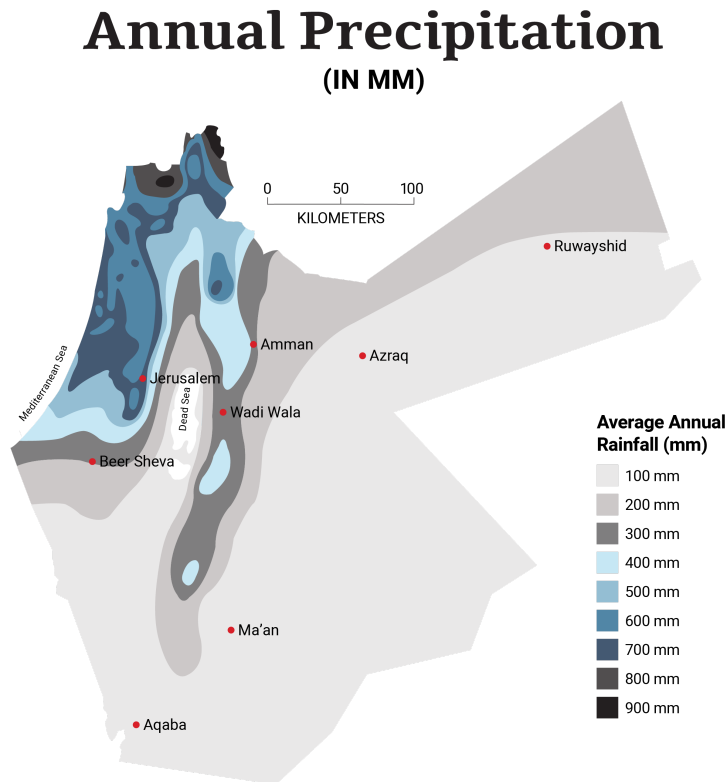 Annual Precipitation
(IN MM)
0 50 100
KILOMETERS
Ruwayshid
Amman
Azraq
Mediterranean Sea
Jerusalem
Dead Sea
Wadi Wala
Beer Sheva
Average Annual
Rainfall (mm)
100 mm
200 mm
300 mm
400 mm
500 mm
600 mm
700 mm
800 mm
900 mm
Ma’an
Aqaba